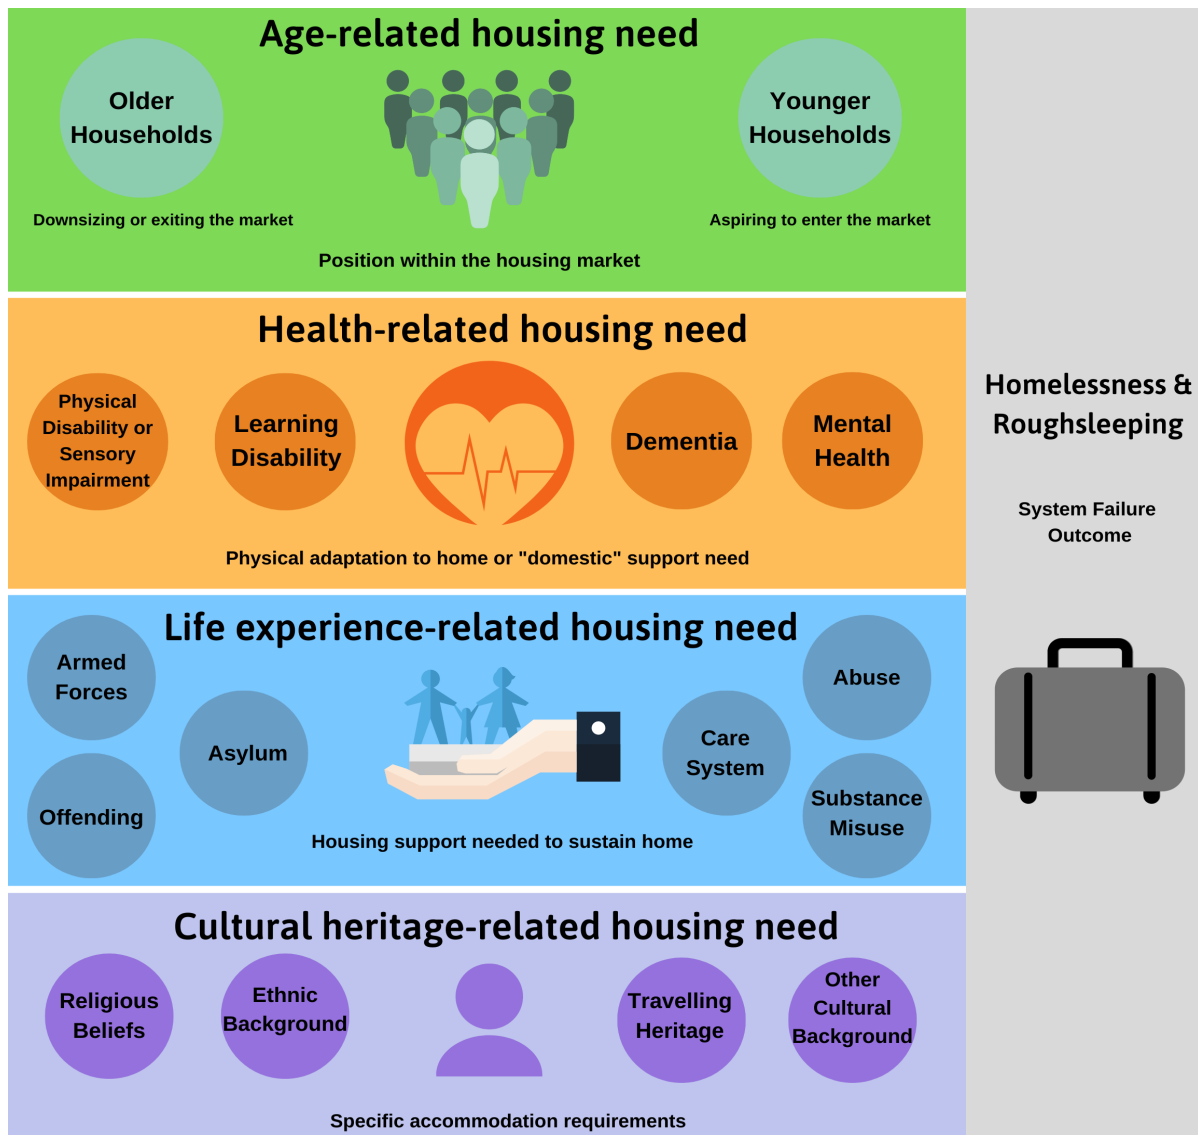 Age-related housing need
Older
Households
Younger
Households
Downsizing or exiting the market
Aspiring to enter the market
Position within the housing market
Health-related housing need
Physical
Disability or
Sensory
Impairment
Learning
Disability
Dementia
Mental
Health
Physical adaptation to home or "domestic" support need
Life experience-related housing need
Armed
Forces
Asylum
Offending
Care
System
Abuse
Substance
Misuse
Housing support needed to sustain home
Cultural heritage-related housing need
Religious
Beliefs
Ethnic
Background
Travelling
Heritage
Other
Cultural
Background
Specific accommodation requirements
Homelessness &
Roughsleeping
System Failure
Outcome